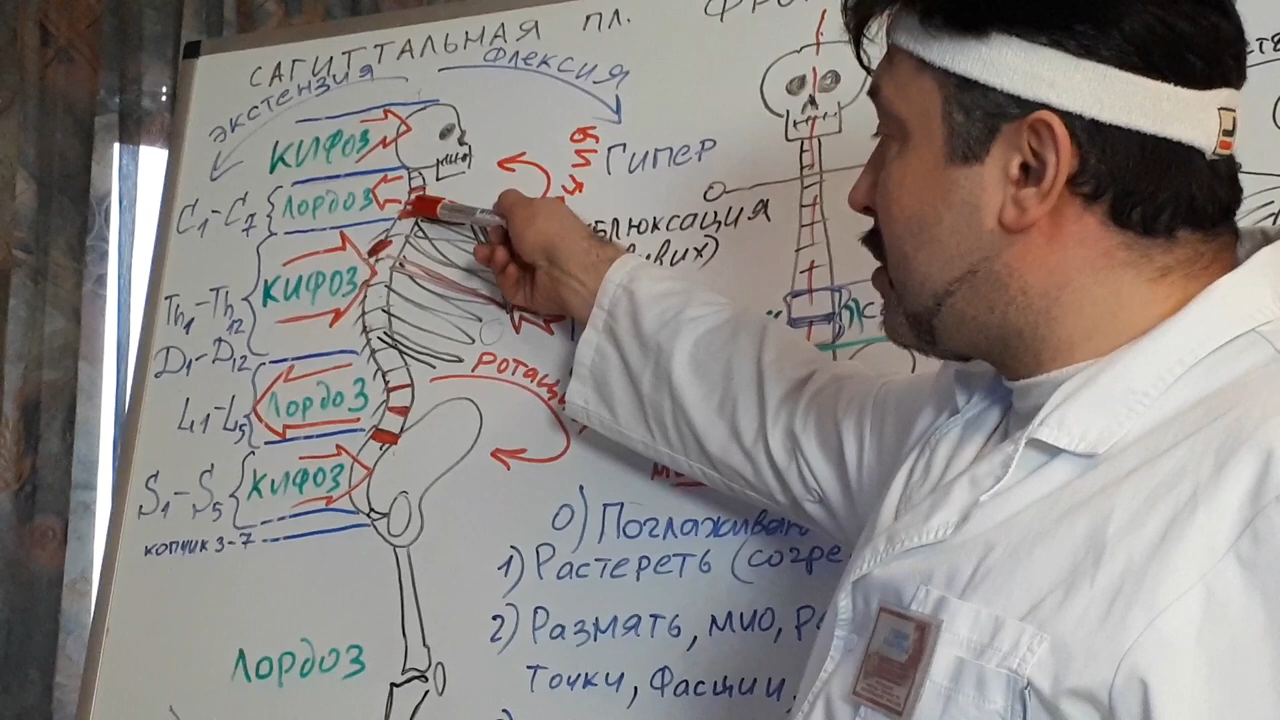 САГИТТАЛЬНАЯ ПЛ.
ЭКСТЕНЗИЯ
ФЛЕКСИЯ
КИФОЗ
Гипер
C1-C7 { ЛОРДОЗ
Th1-Th12
D1-D12
КИФОЗ
L1-L5
ЛОРДОЗ
S1-S5 { КИФОЗ
КОПЧИК 3-7
РОТАЦ
0) Поглажива
1) Растереть (согре
2) Размять, мио, р
Точки, Фасции,
ЛОРДОЗ